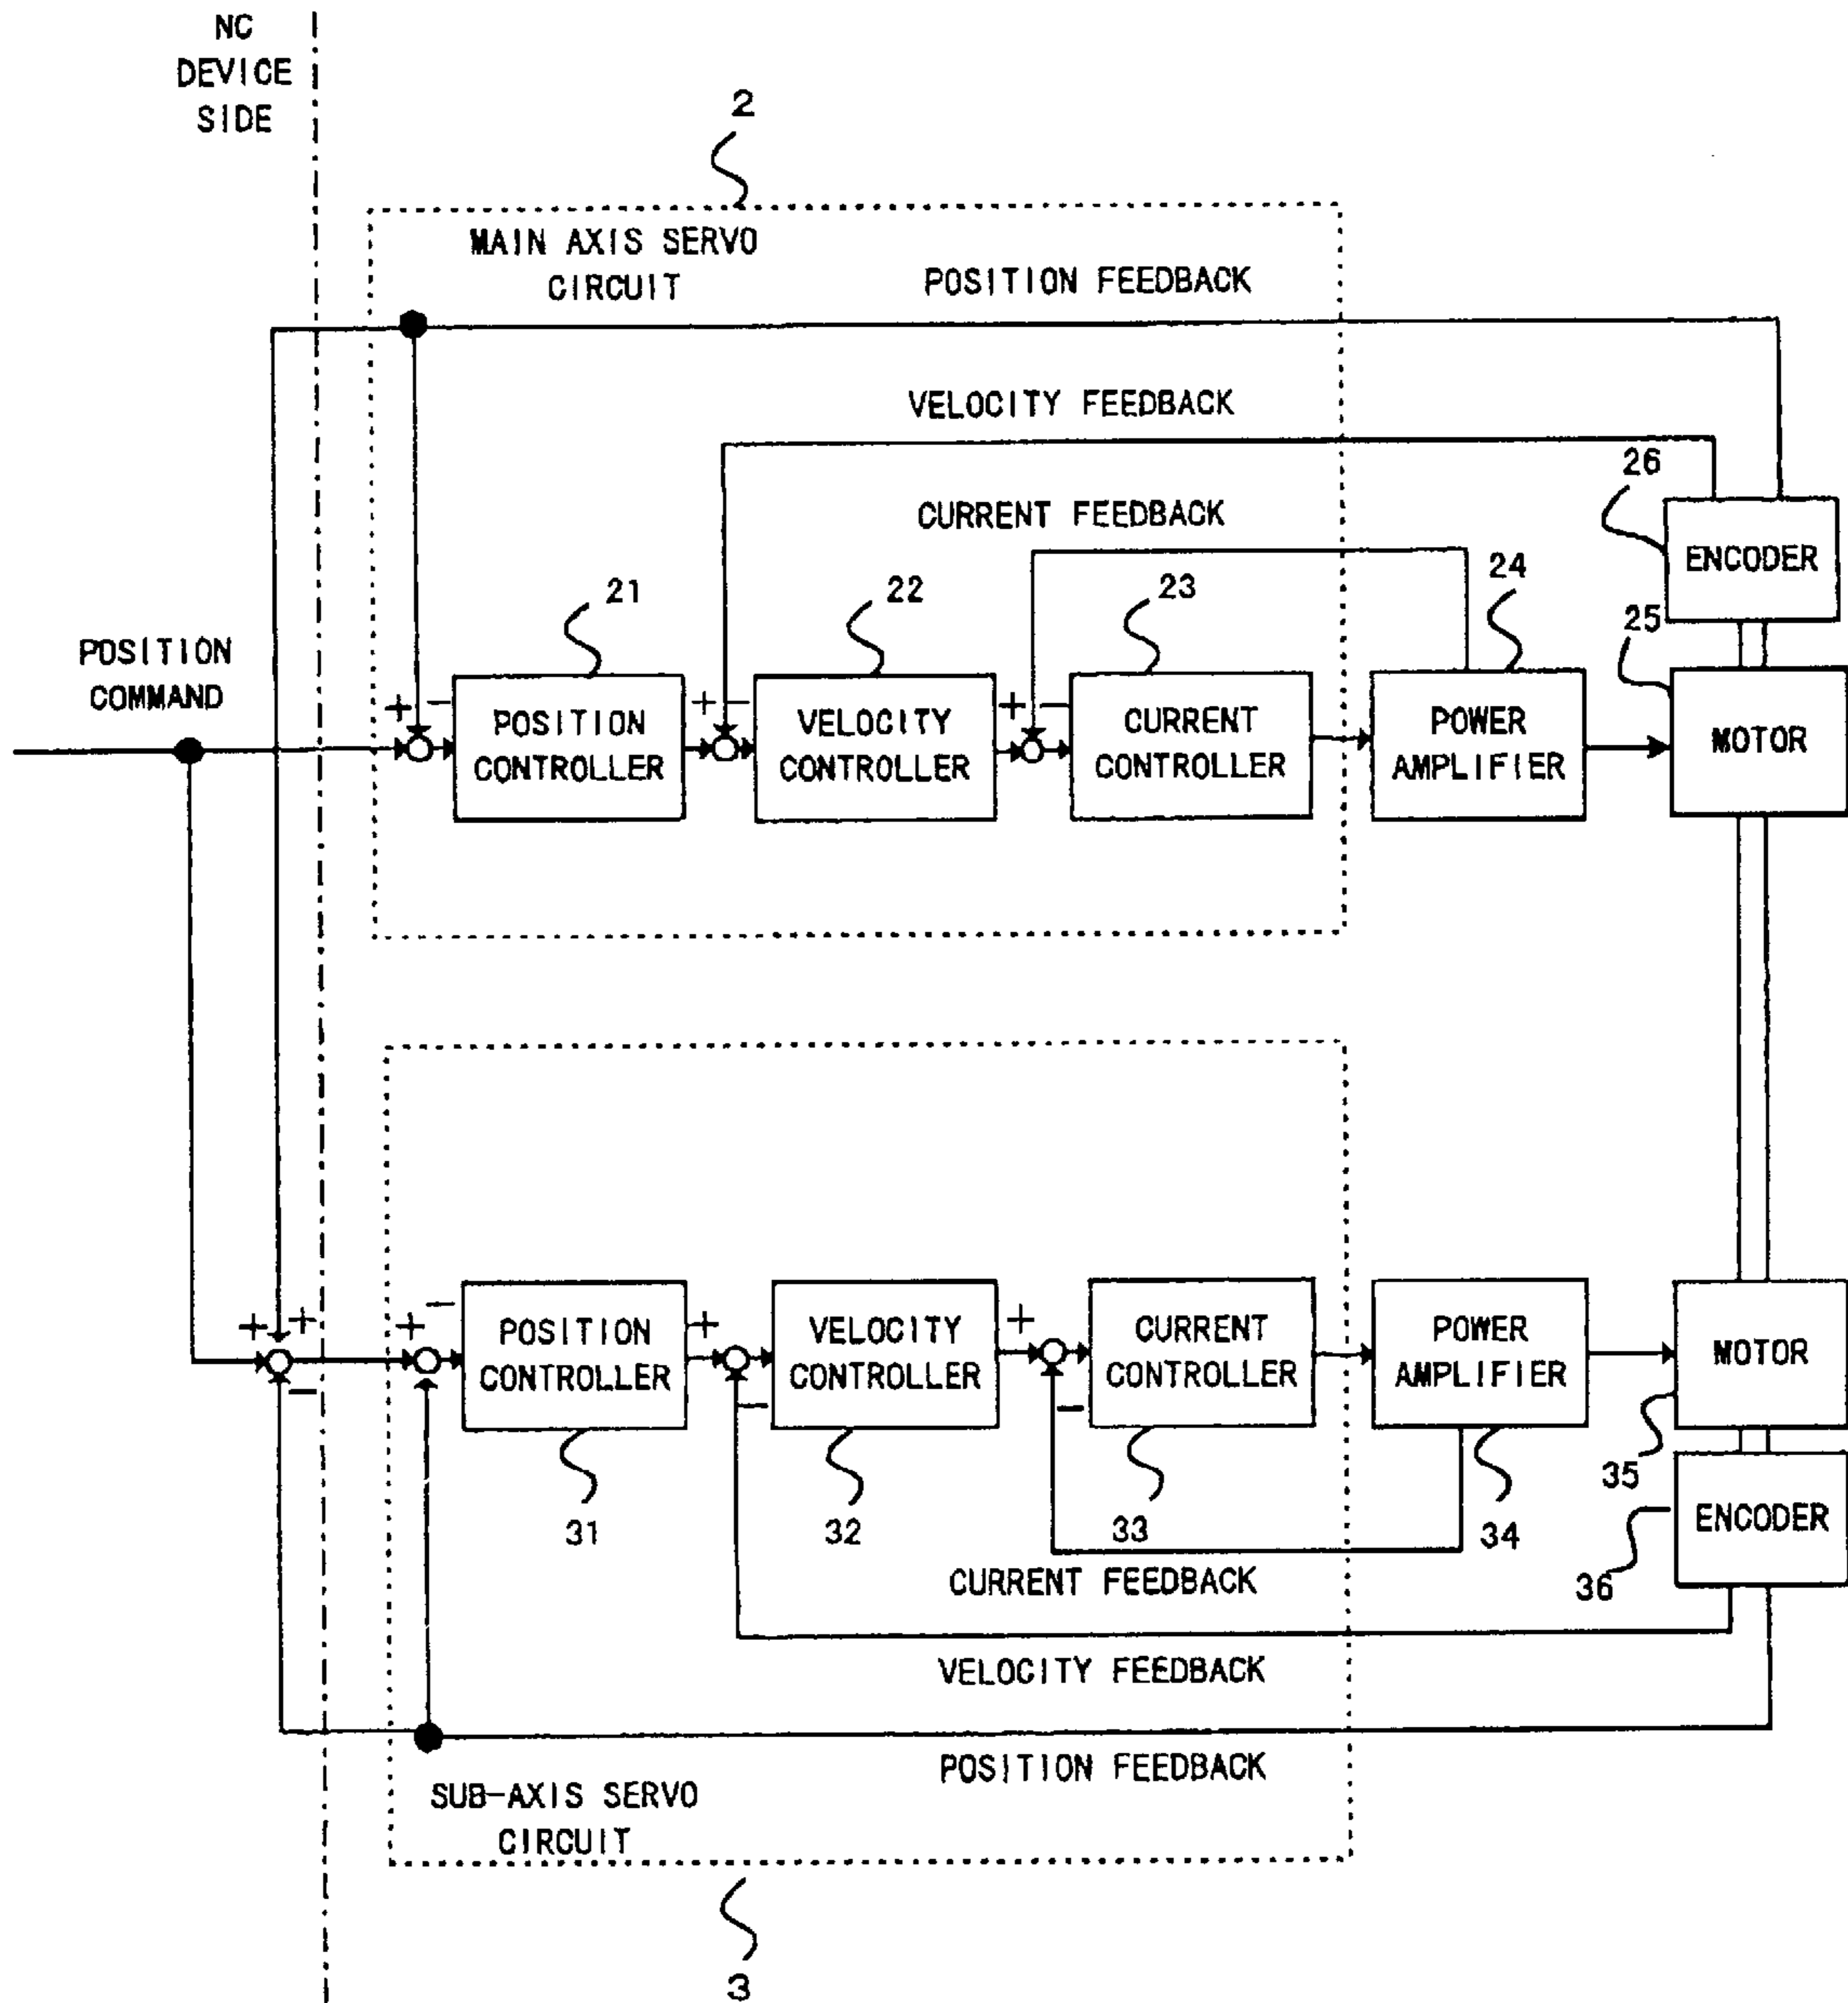 NC
DEVICE
SIDE
2
MAIN AXIS SERVO
CIRCUIT
POSITION FEEDBACK
VELOCITY FEEDBACK
CURRENT FEEDBACK
26
ENCODER
21
22
23
24
25
POSITION
COMMAND
+ −
+ −
+ −
POSITION
CONTROLLER
VELOCITY
CONTROLLER
CURRENT
CONTROLLER
POWER
AMPLIFIER
MOTOR
+ +
−
+ −
+
−
+
−
POSITION
CONTROLLER
VELOCITY
CONTROLLER
CURRENT
CONTROLLER
POWER
AMPLIFIER
MOTOR
31
32
33
34
35
ENCODER
36
CURRENT FEEDBACK
VELOCITY FEEDBACK
POSITION FEEDBACK
SUB-AXIS SERVO
CIRCUIT
3